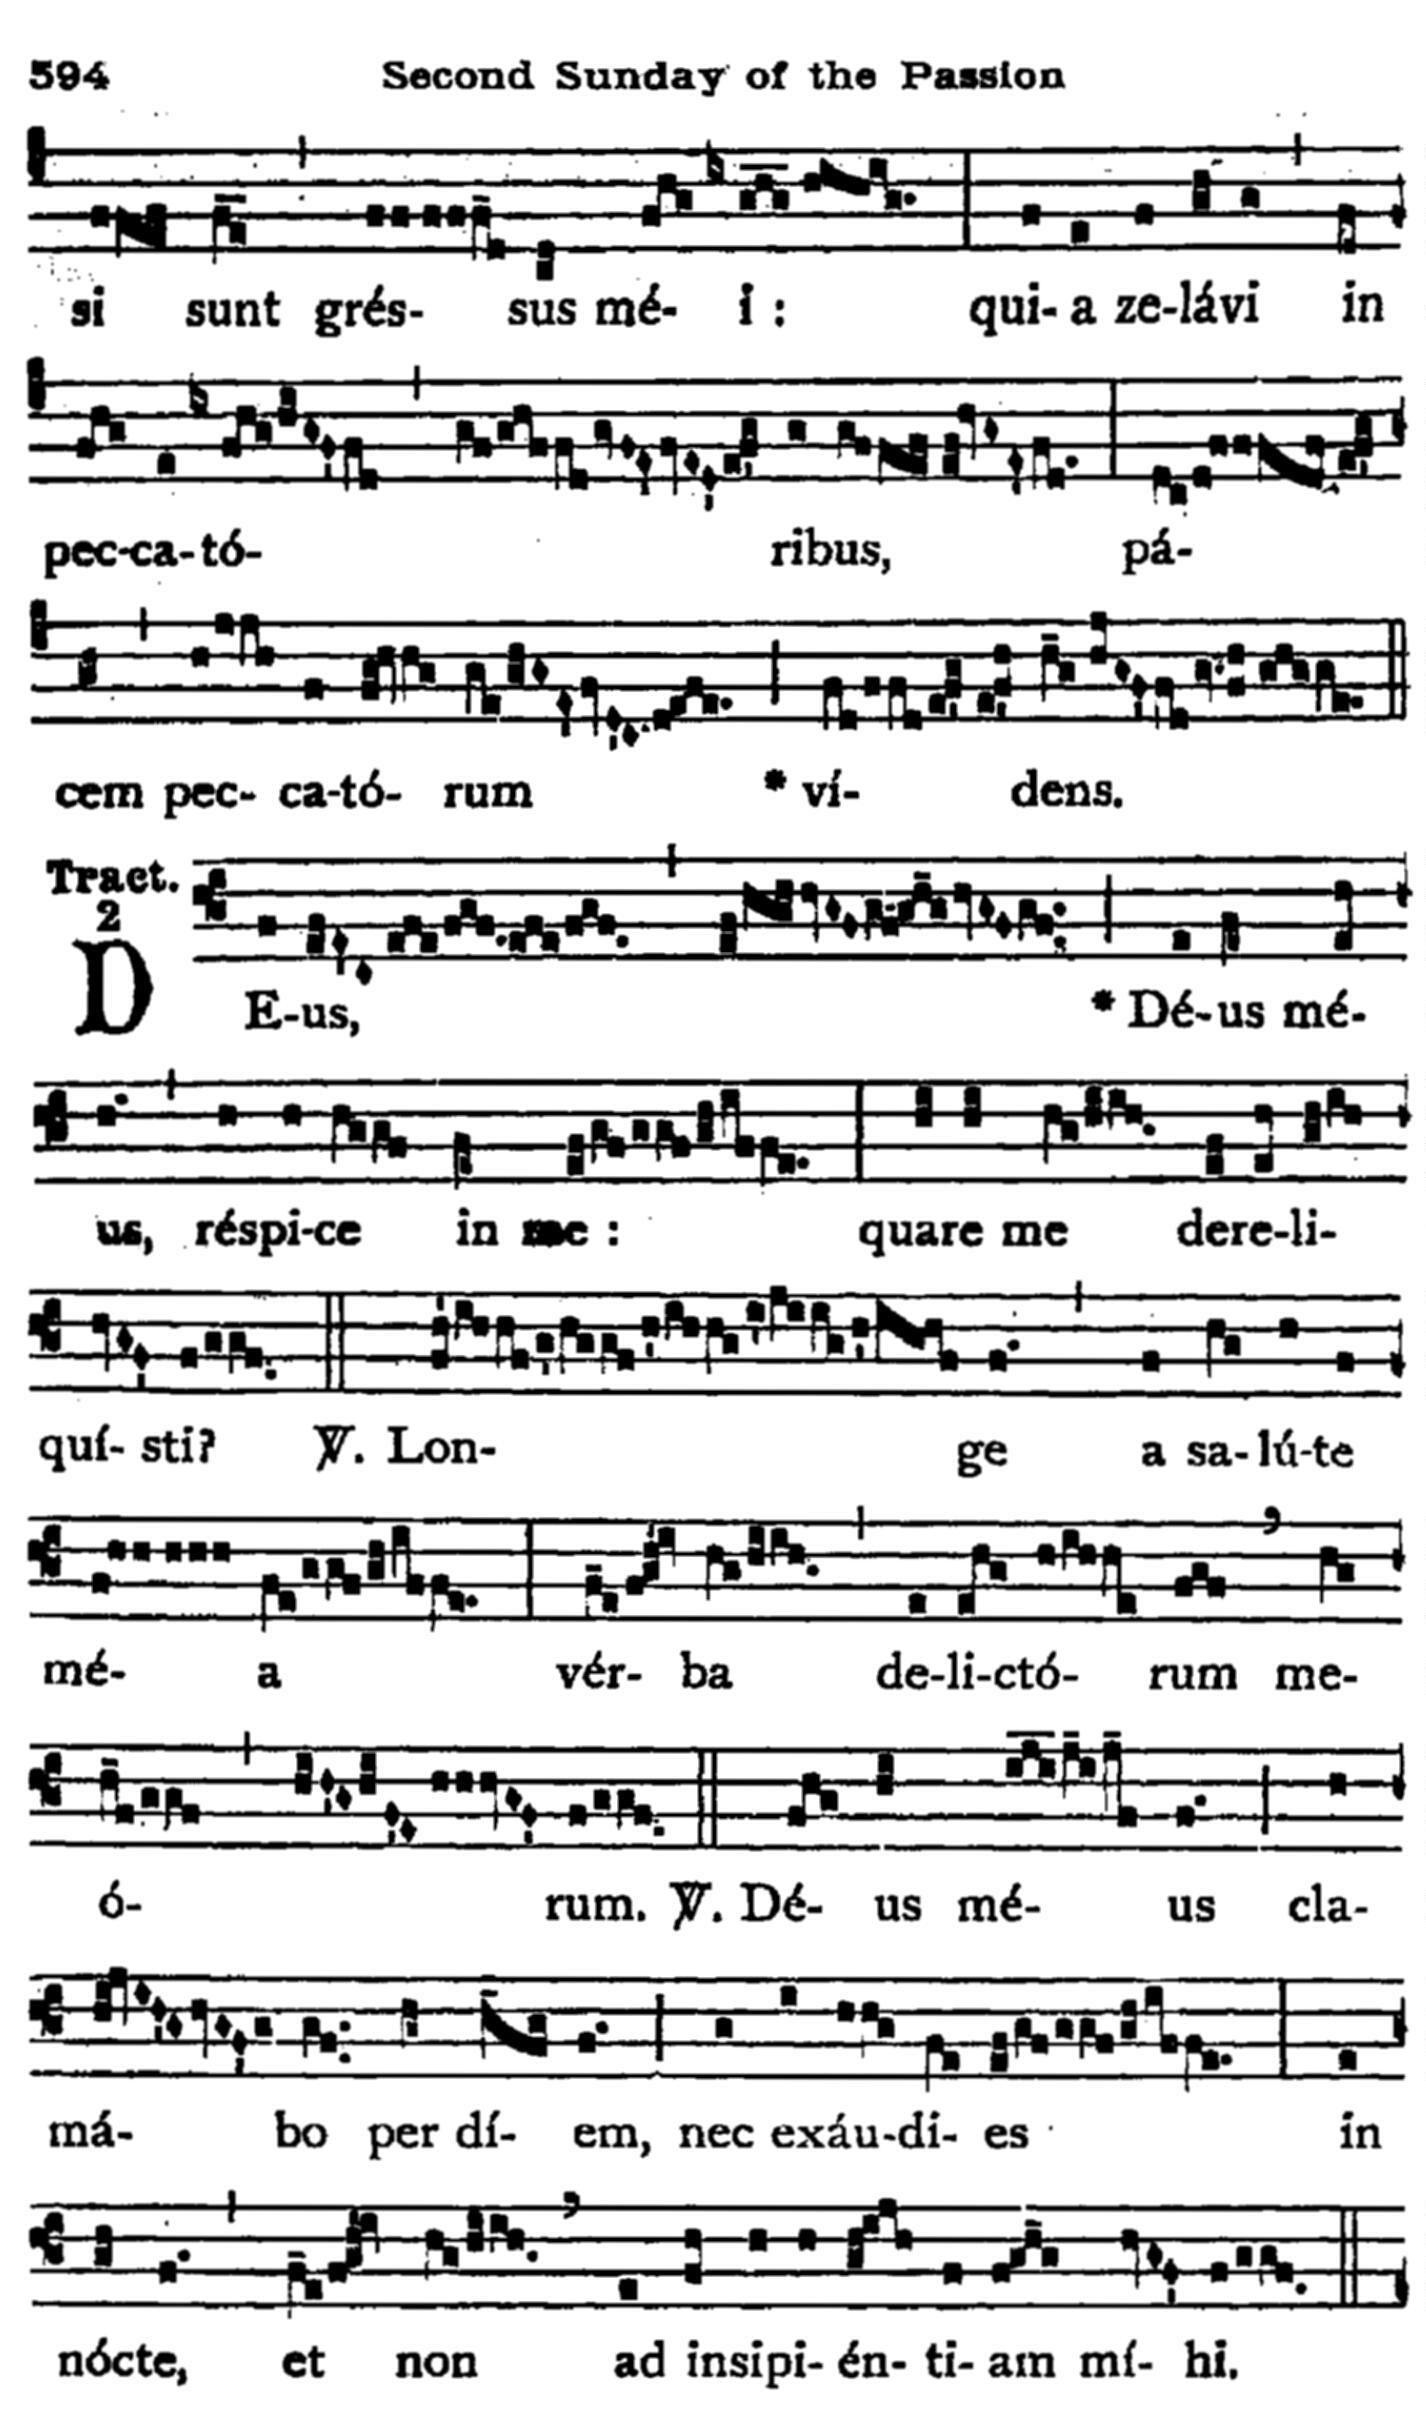 594 Second Sunday of the Passion
si sunt grés- sus mé- i : qui- a ze-lávi in
pec-ca-tó- ribus, pá-
cem pec- ca-tó- rum * ví- dens.
Tract.
2
D E-us, * Dé-us mé-
us, réspi-ce in me : quare me dere-li-
quí- sti? ℣. Lon- ge a sa-lú-te
mé- a vér- ba de-li-ctó- rum me-
ó- rum. ℣. Dé- us mé- us cla-
má- bo per dí- em, nec exáu-di- es in
nócte, et non ad insipi-én- ti- am mí- hi.